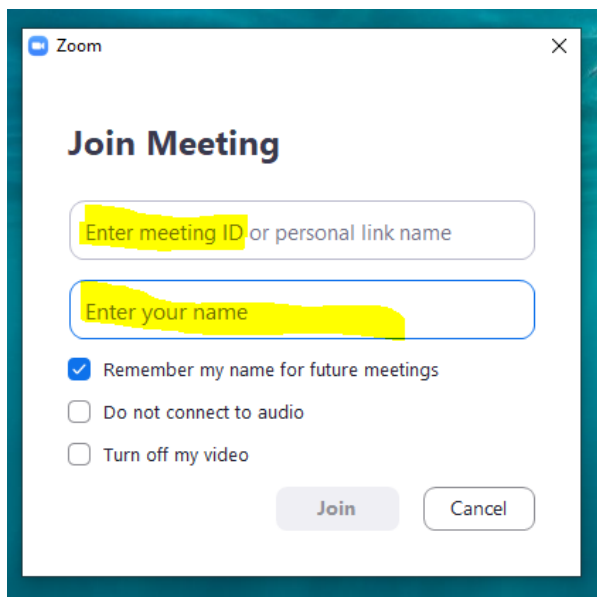 Zoom
Join Meeting
Enter meeting ID or personal link name
Enter your name
Remember my name for future meetings
Do not connect to audio
Turn off my video
Join
Cancel